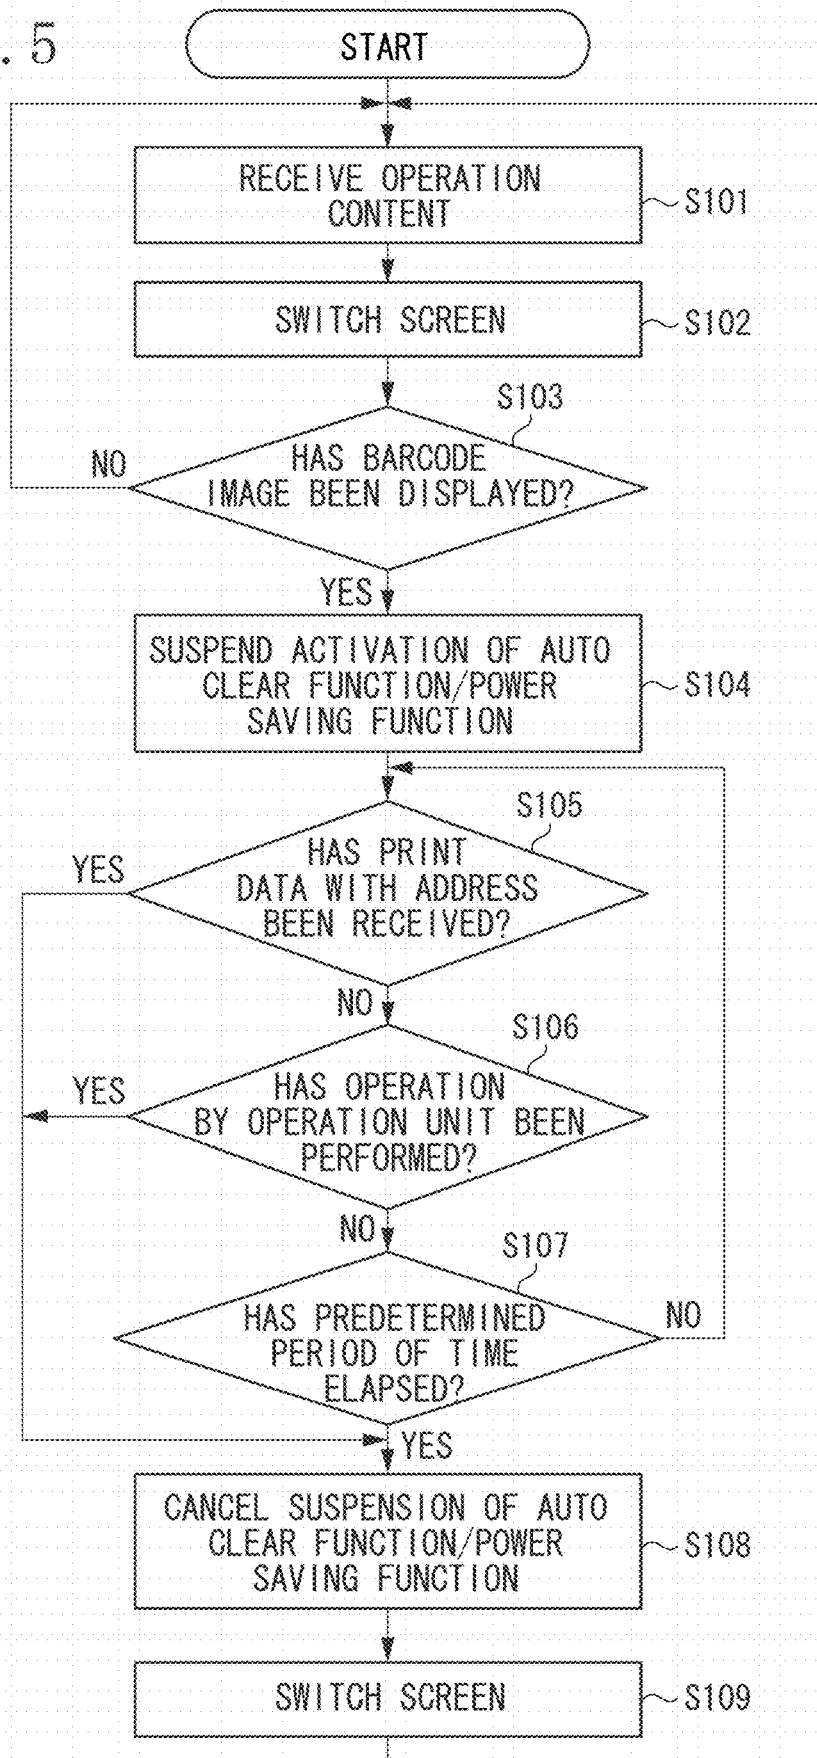 . 5
START
RECEIVE OPERATION
CONTENT
S101
SWITCH SCREEN
S102
S103
HAS BARCODE
IMAGE BEEN DISPLAYED?
NO
YES
SUSPEND ACTIVATION OF AUTO
CLEAR FUNCTION/POWER
SAVING FUNCTION
S104
S105
HAS PRINT
DATA WITH ADDRESS
BEEN RECEIVED?
YES
NO
S106
HAS OPERATION
BY OPERATION UNIT BEEN
PERFORMED?
YES
NO
S107
HAS PREDETERMINED
PERIOD OF TIME
ELAPSED?
NO
YES
CANCEL SUSPENSION OF AUTO
CLEAR FUNCTION/POWER
SAVING FUNCTION
S108
SWITCH SCREEN
S109